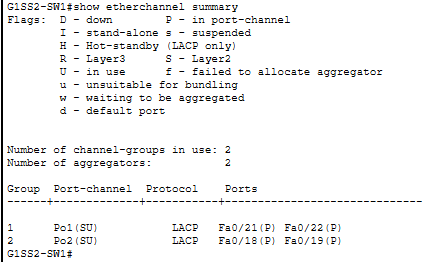 G1SS2-SW1#show etherchannel summary
Flags:  D - down         P - in port-channel
        I - stand-alone s - suspended
        H - Hot-standby (LACP only)
        R - Layer3       S - Layer2
        U - in use       f - failed to allocate aggregator
        u - unsuitable for bundling
        w - waiting to be aggregated
        d - default port
Number of channel-groups in use: 2
Number of aggregators:           2
Group  Port-channel  Protocol    Ports
------+-------------+-----------+-------------------------------
1      Po1(SU)         LACP   Fa0/21(P) Fa0/22(P)
2      Po2(SU)         LACP   Fa0/18(P) Fa0/19(P)
G1SS2-SW1#